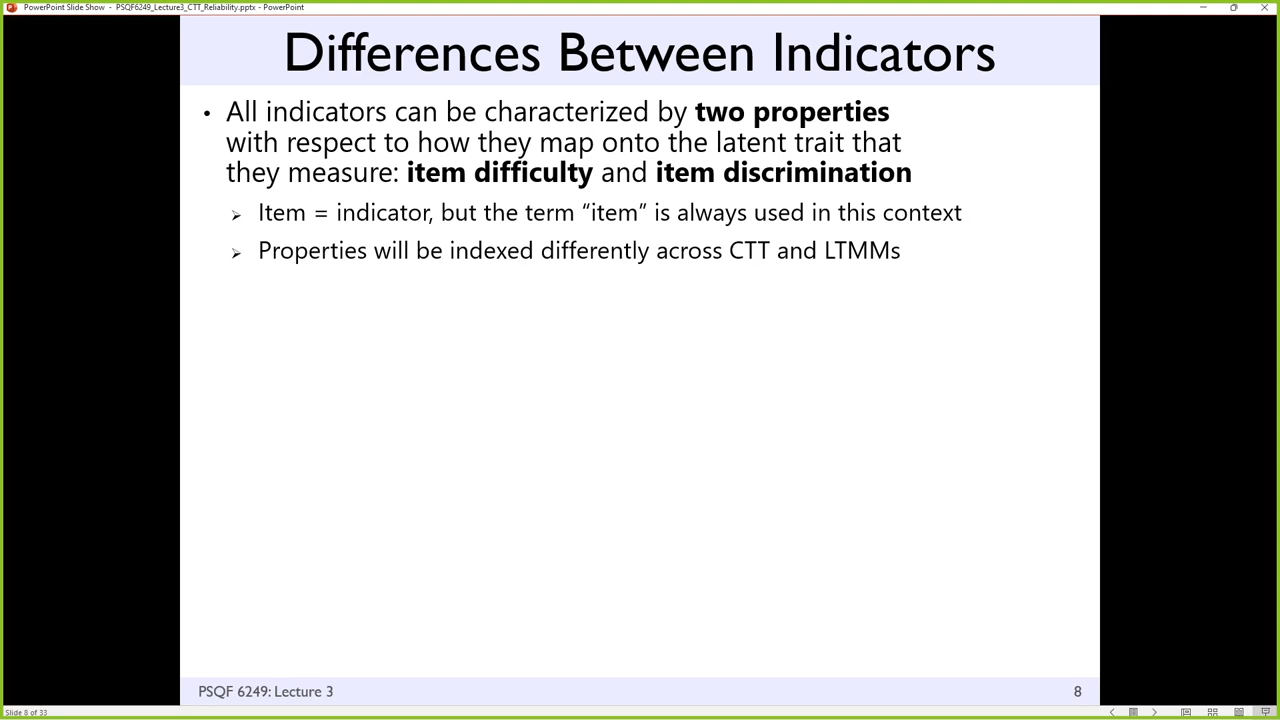 PowerPoint Slide Show - PSQF6249_Lecture3_CTT_Reliability.pptx - PowerPoint
Differences Between Indicators
• All indicators can be characterized by two properties
with respect to how they map onto the latent trait that
they measure: item difficulty and item discrimination
➢ Item = indicator, but the term “item” is always used in this context
➢ Properties will be indexed differently across CTT and LTMMs
PSQF 6249: Lecture 3
8
Slide 8 of 33